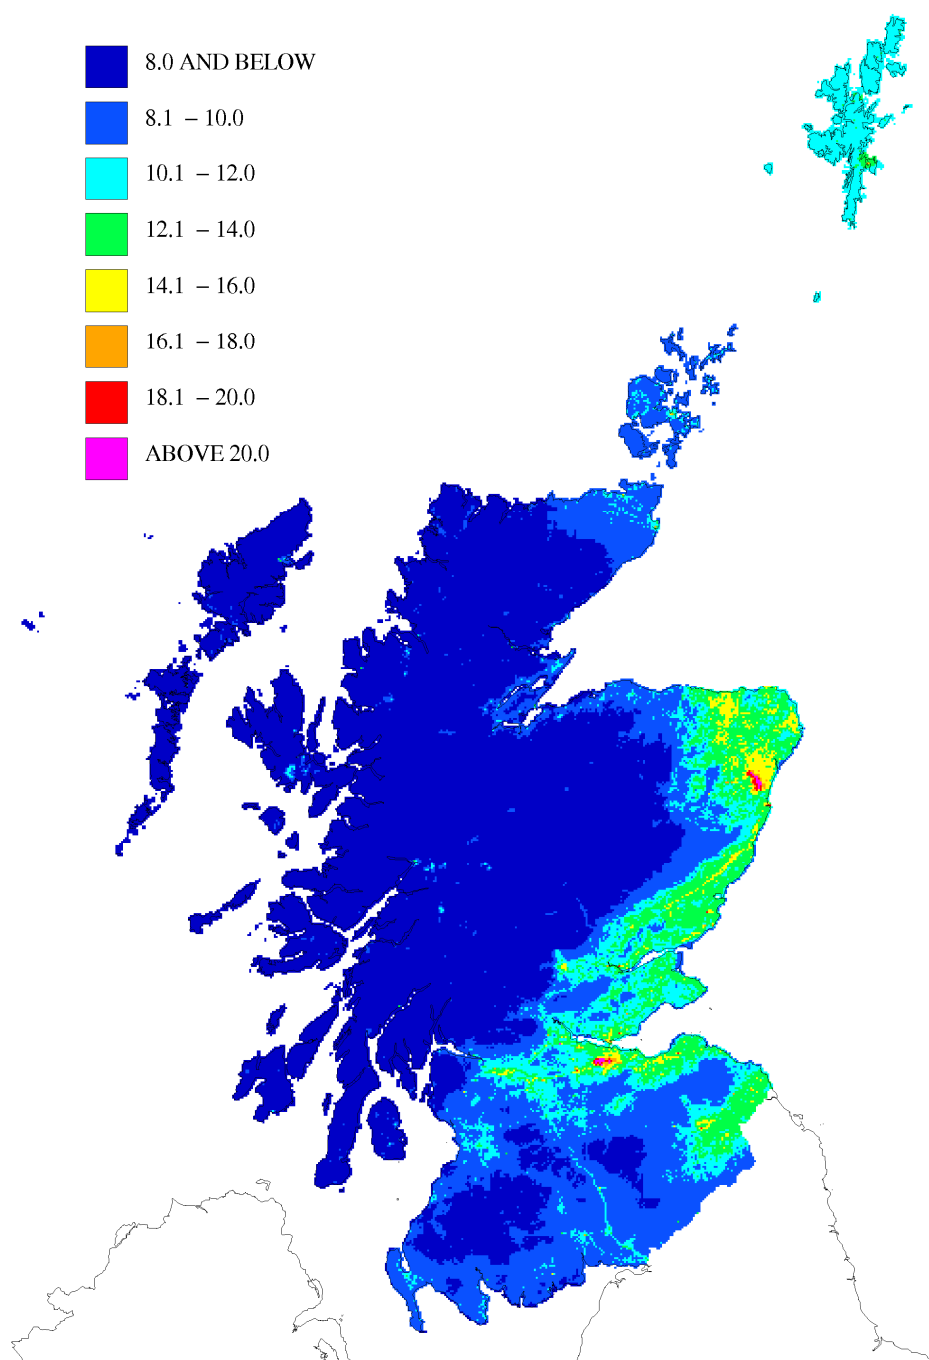 8.0 AND BELOW
8.1 – 10.0
10.1 – 12.0
12.1 – 14.0
14.1 – 16.0
16.1 – 18.0
18.1 – 20.0
ABOVE 20.0